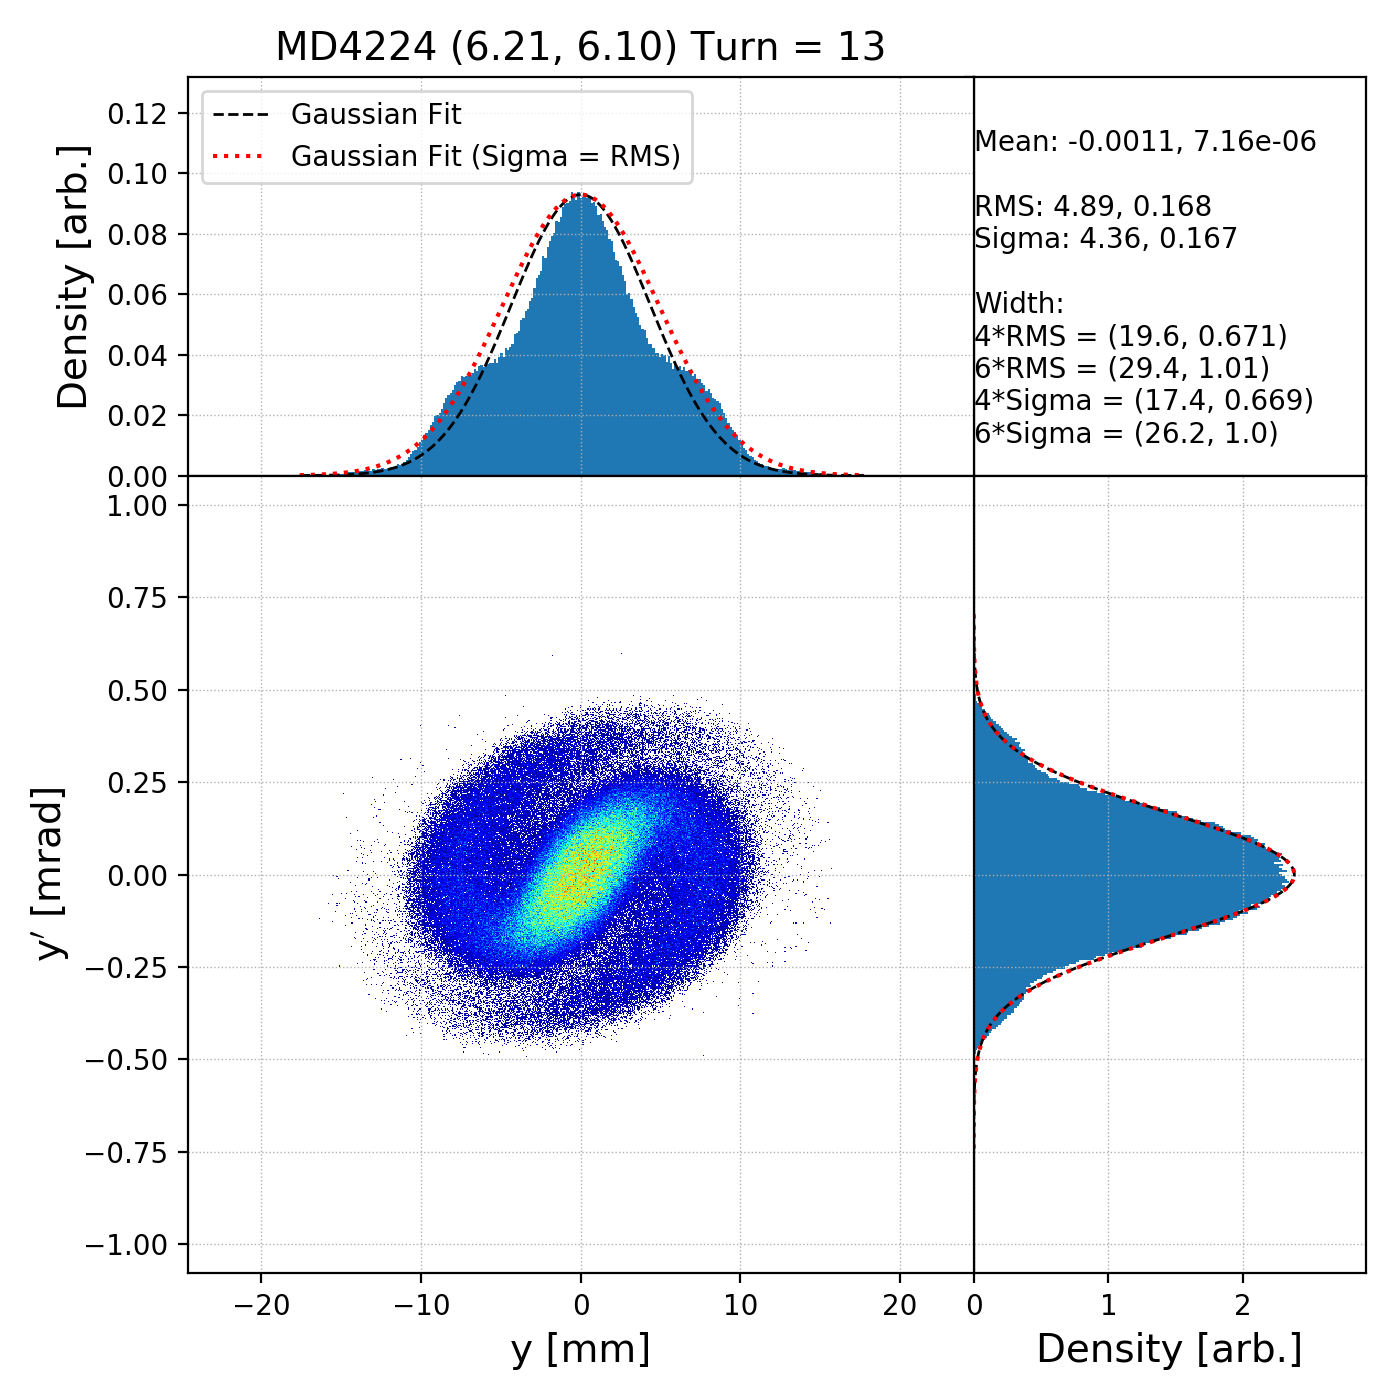 MD4224 (6.21, 6.10) Turn = 13
Density [arb.]
0.12
0.10
0.08
0.06
0.04
0.02
0.00
Gaussian Fit
Gaussian Fit (Sigma = RMS)
Mean: -0.0011, 7.16e-06
RMS: 4.89, 0.168
Sigma: 4.36, 0.167
Width:
4*RMS = (19.6, 0.671)
6*RMS = (29.4, 1.01)
4*Sigma = (17.4, 0.669)
6*Sigma = (26.2, 1.0)
y′ [mrad]
1.00
0.75
0.50
0.25
0.00
−0.25
−0.50
−0.75
−1.00
−20 −10 0 10 20
y [mm]
0 1 2
Density [arb.]